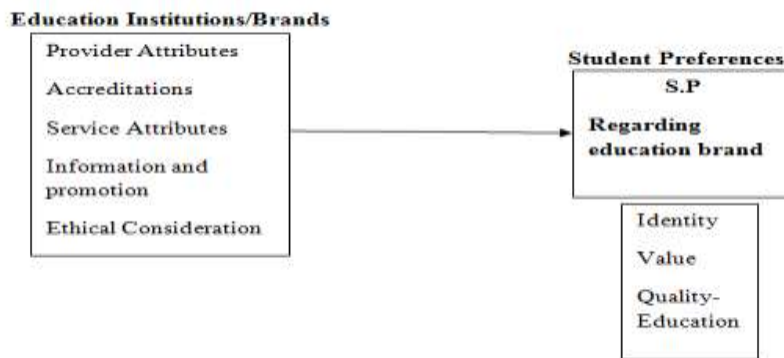 Education Institutions/Brands
Provider Attributes
Accreditations
Service Attributes
Information and
promotion
Ethical Consideration
Student Preferences
S.P
Regarding
education brand
Identity
Value
Quality-
Education